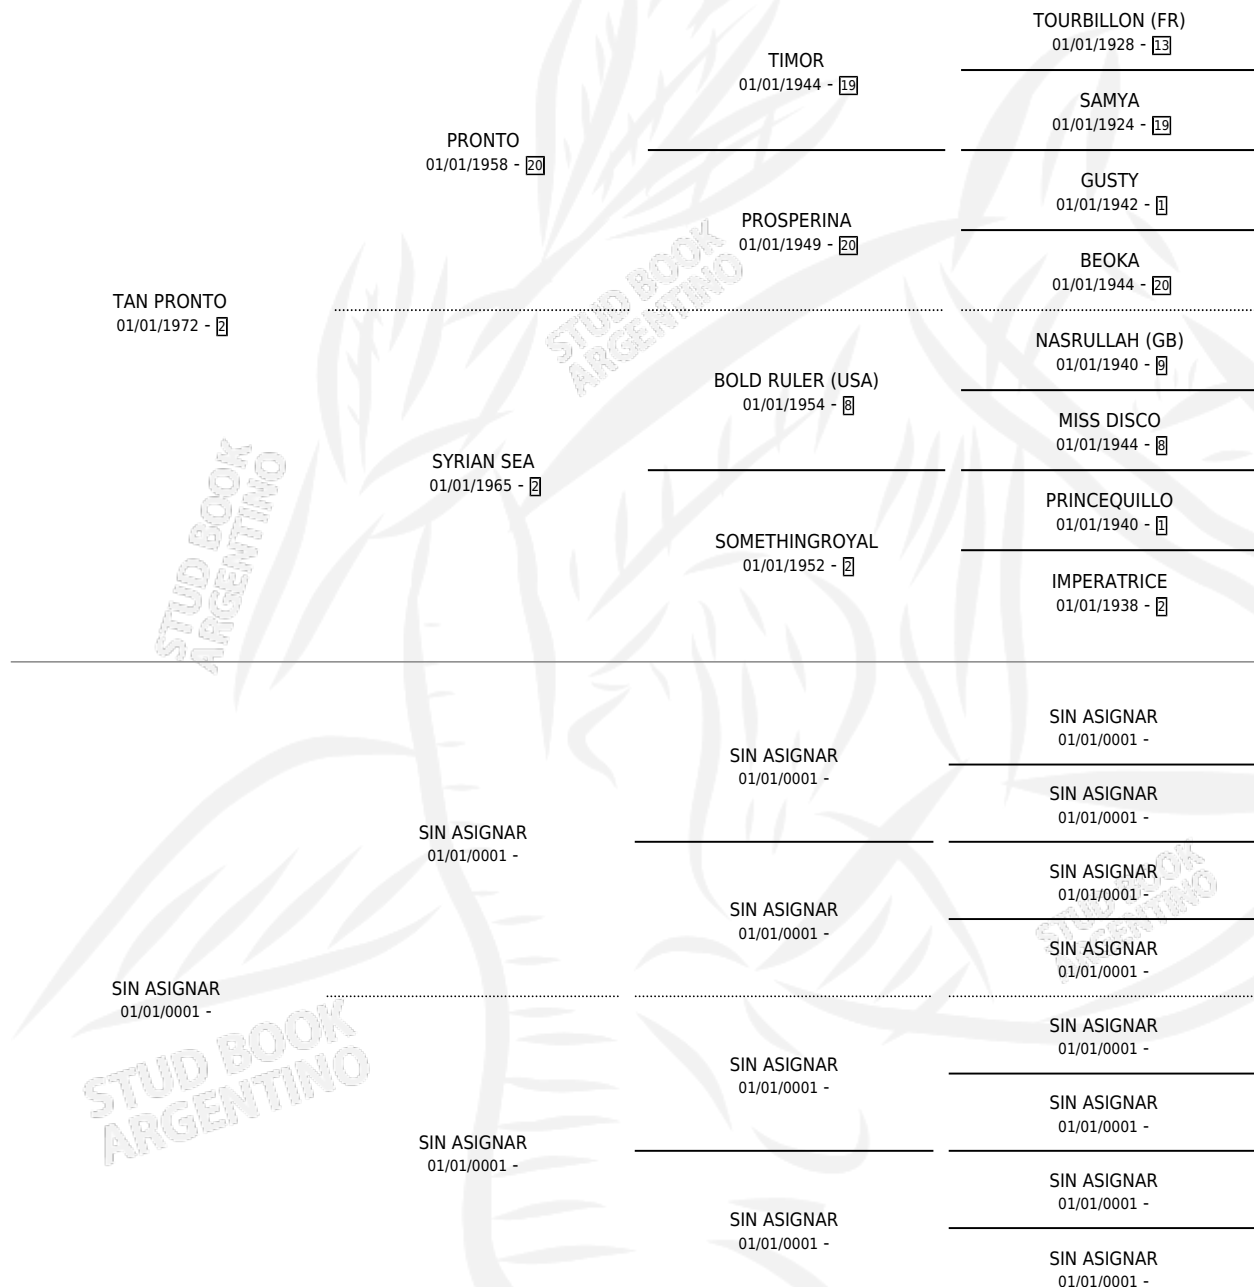 TOURBILLON (FR)
01/01/1928 - 13
TIMOR
01/01/1944 - 19
SAMYA
01/01/1924 - 19
PRONTO
01/01/1958 - 20
GUSTY
01/01/1942 - 1
PROSPERINA
01/01/1949 - 20
BEOKA
01/01/1944 - 20
TAN PRONTO
01/01/1972 - 2
STUD BOOK
ARGENTINO
NASRULLAH (GB)
01/01/1940 - 9
BOLD RULER (USA)
01/01/1954 - 8
MISS DISCO
01/01/1944 - 8
SYRIAN SEA
01/01/1965 - 2
PRINCEQUILLO
01/01/1940 - 1
SOMETHINGROYAL
01/01/1952 - 2
IMPERATRICE
01/01/1938 - 2
STUD BOOK
ARGENTINO
SIN ASIGNAR
01/01/0001 -
SIN ASIGNAR
01/01/0001 -
SIN ASIGNAR
01/01/0001 -
SIN ASIGNAR
01/01/0001 -
SIN ASIGNAR
01/01/0001 -
SIN ASIGNAR
01/01/0001 -
SIN ASIGNAR
01/01/0001 -
STUD BOOK
ARGENTINO
SIN ASIGNAR
01/01/0001 -
SIN ASIGNAR
01/01/0001 -
SIN ASIGNAR
01/01/0001 -
SIN ASIGNAR
01/01/0001 -
STUD BOOK
ARGENTINO
SIN ASIGNAR
01/01/0001 -
SIN ASIGNAR
01/01/0001 -
SIN ASIGNAR
01/01/0001 -
SIN ASIGNAR
01/01/0001 -